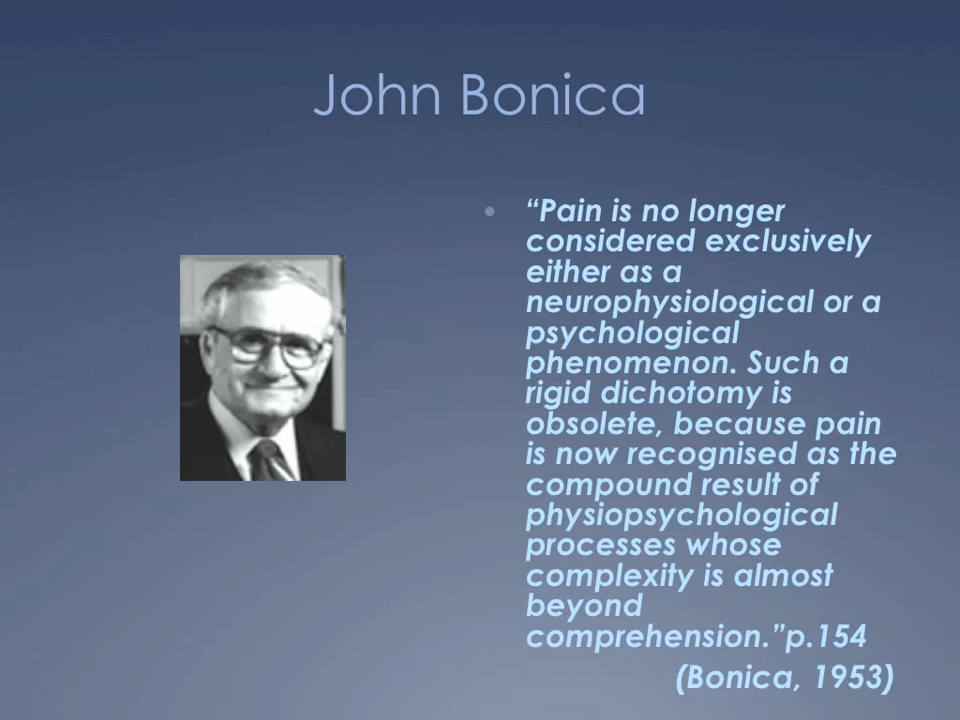 John Bonica
• “Pain is no longer
considered exclusively
either as a
neurophysiological or a
psychological
phenomenon. Such a
rigid dichotomy is
obsolete, because pain
is now recognised as the
compound result of
physiopsychological
processes whose
complexity is almost
beyond
comprehension.”p.154
(Bonica, 1953)